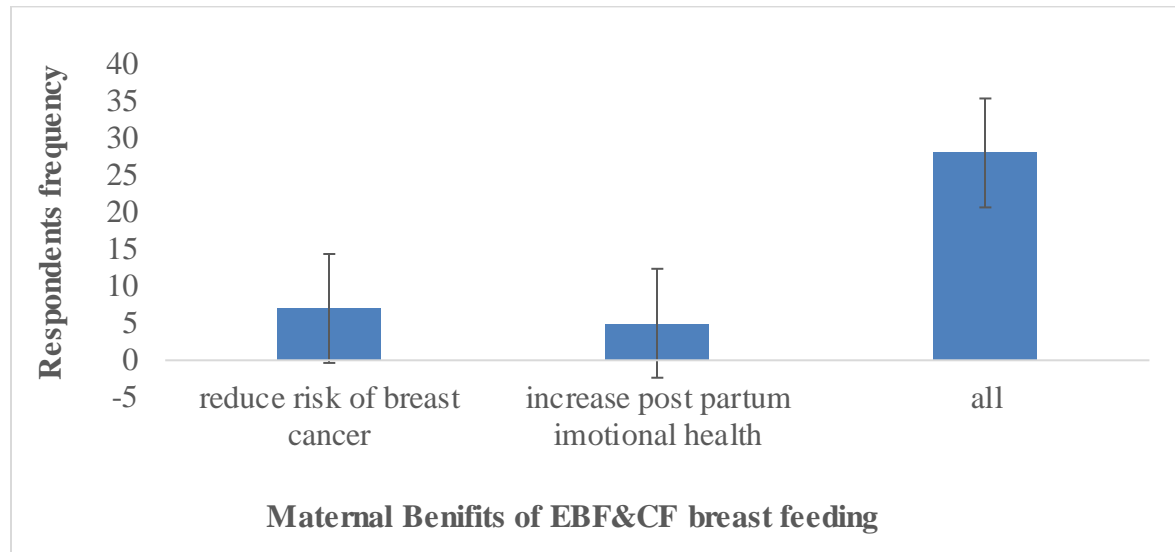 Respondents frequency
40
35
30
25
20
15
10
5
0
-5
reduce risk of breast
cancer
increase post partum
imotional health
all
Maternal Benifits of EBF&CF breast feeding